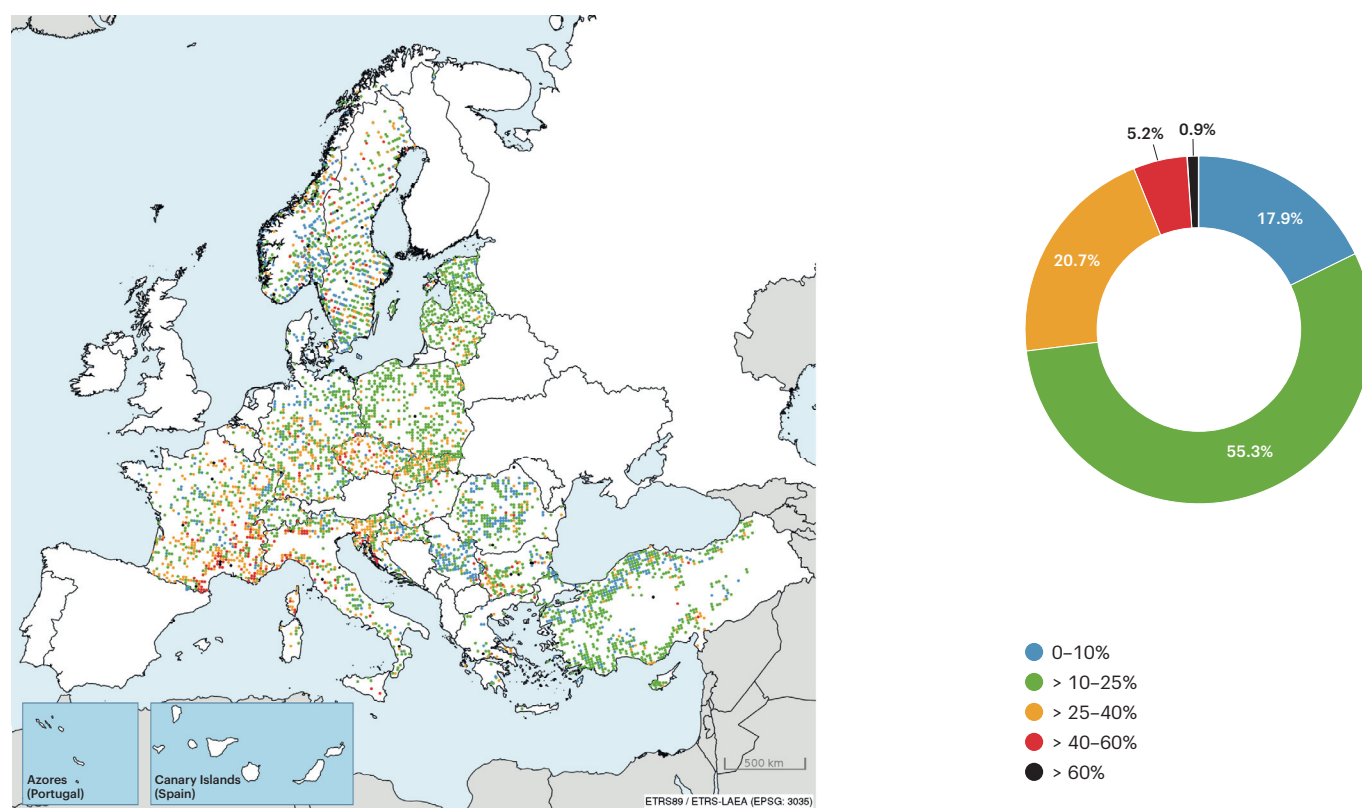 Azores
(Portugal)
Canary Islands
(Spain)
500 km
ETRS89 / ETRS-LAEA (EPSG: 3035)
5.2%
0.9%
17.9%
20.7%
55.3%
0–10%
> 10–25%
> 25–40%
> 40–60%
> 60%